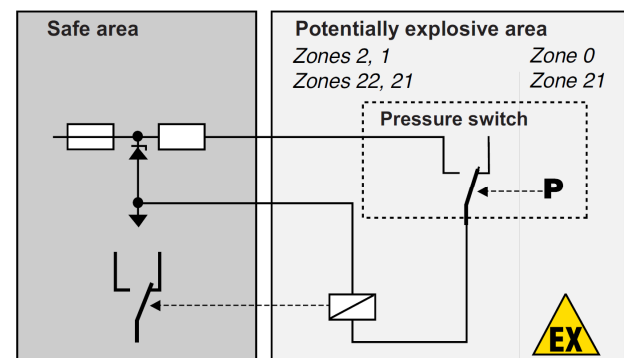 Safe area
Potentially explosive area
Zones 2, 1
Zone 0
Zones 22, 21
Zone 21
Pressure switch
P
EX